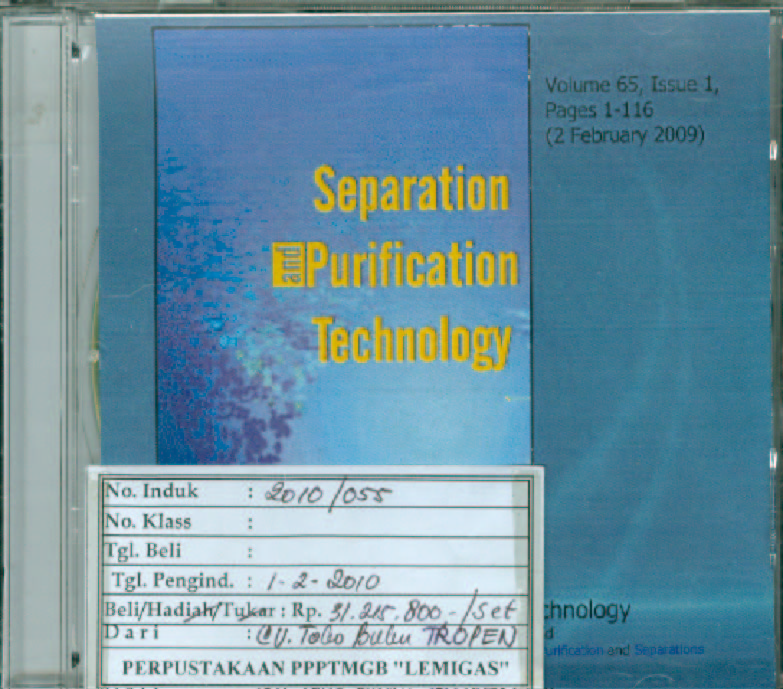 Volume 65, Issue 1,
Pages 1-116
(2 February 2009)
Separation
and Purification
Technology
No. Induk : 2010/055
No. Klass :
Tgl. Beli :
Tgl. Pengind. : 1-2-2010
Beli/Hadiah/Tukar : Rp. 31.215.800-/Set
Dari : CV. Toko Buku TROPEN
PERPUSTAKAAN PPPTMGB "LEMIGAS"
chnology
d
urification and Separations